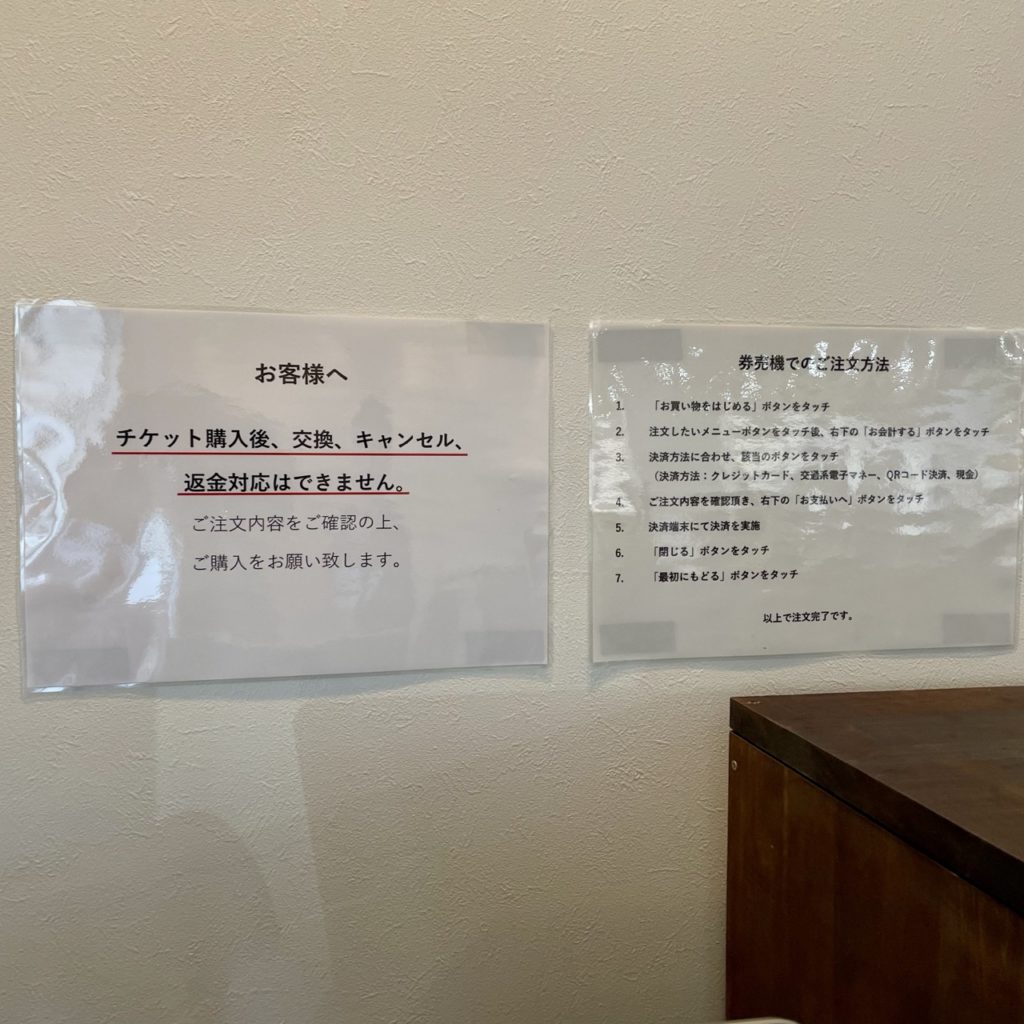 お客様へ
チケット購入後、交換、キャンセル、
返金対応はできません。
ご注文内容をご確認の上、
ご購入をお願い致します。
券売機でのご注文方法
1. 「お買い物をはじめる」ボタンをタッチ
2. 注文したいメニューボタンをタッチ後、右下の「お会計する」ボタンをタッチ
3. 決済方法に合わせ、該当のボタンをタッチ
（決済方法：クレジットカード、交通系電子マネー、QRコード決済、現金）
4. ご注文内容を確認頂き、右下の「お支払いへ」ボタンをタッチ
5. 決済端末にて決済を実施
6. 「閉じる」ボタンをタッチ
7. 「最初にもどる」ボタンをタッチ
以上で注文完了です。